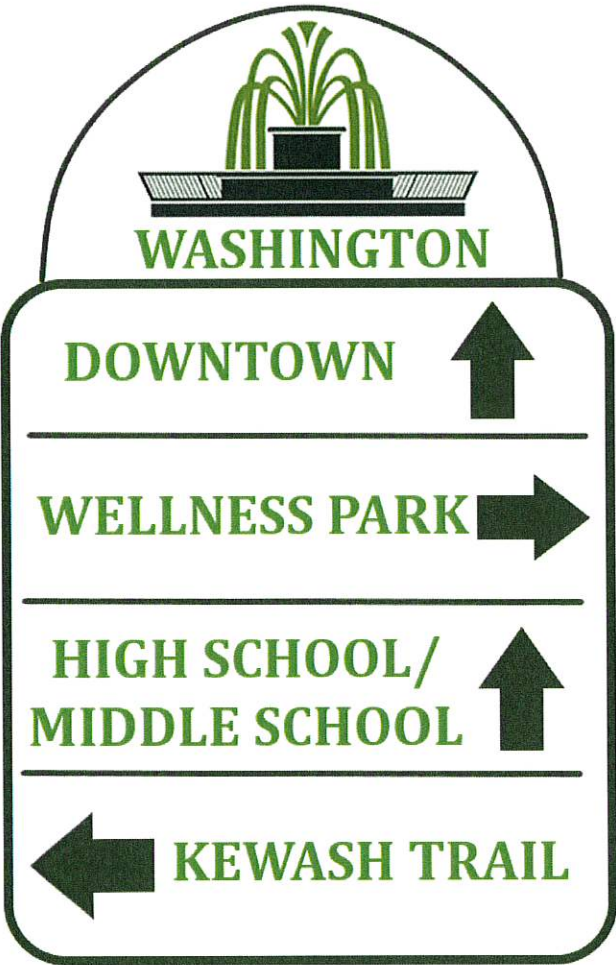 WASHINGTON
DOWNTOWN
WELLNESS PARK
HIGH SCHOOL/
MIDDLE SCHOOL
KEWASH TRAIL